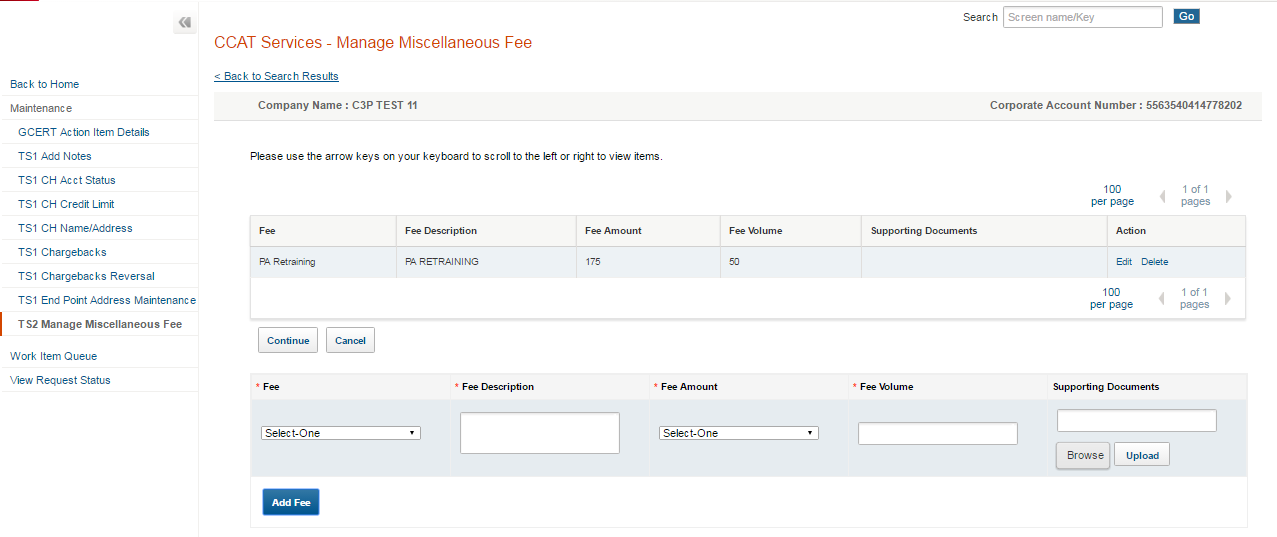 Search Screen name/Key Go
CCAT Services - Manage Miscellaneous Fee
< Back to Search Results
Back to Home
Maintenance
GCERT Action Item Details
TS1 Add Notes
TS1 CH Acct Status
TS1 CH Credit Limit
TS1 CH Name/Address
TS1 Chargebacks
TS1 Chargebacks Reversal
TS1 End Point Address Maintenance
TS2 Manage Miscellaneous Fee
Work Item Queue
View Request Status
Company Name : C3P TEST 11 Corporate Account Number : 5563540414778202
Please use the arrow keys on your keyboard to scroll to the left or right to view items.
100 1 of 1
per page pages
Fee Fee Description Fee Amount Fee Volume Supporting Documents Action
PA Retraining PA RETRAINING 175 50 Edit Delete
100 1 of 1
per page pages
Continue Cancel
* Fee * Fee Description * Fee Amount * Fee Volume Supporting Documents
Select-One Select-One
Browse Upload
Add Fee